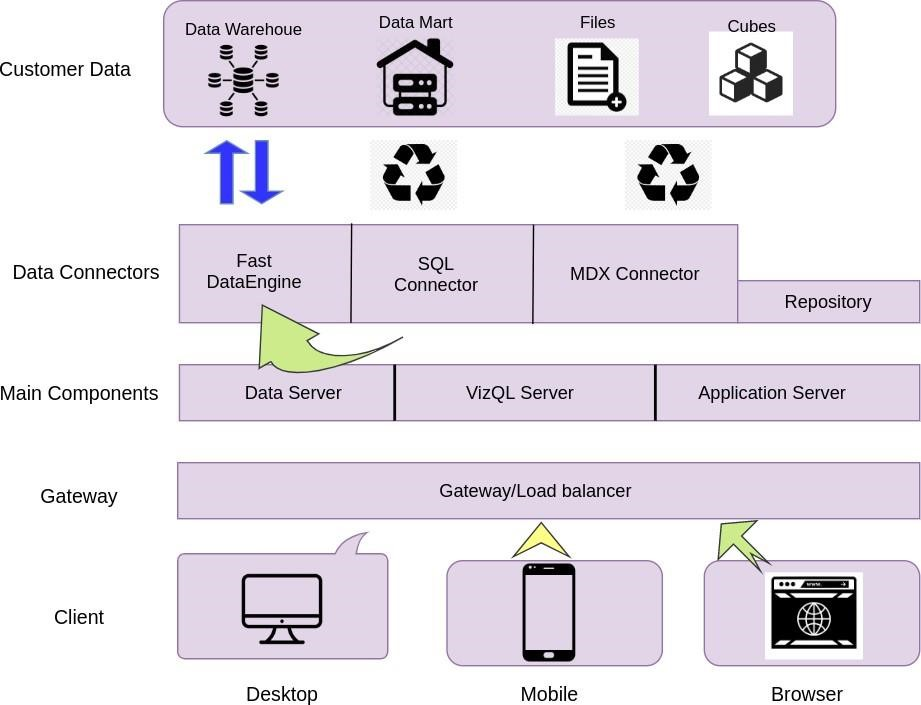 Data Warehoue
Data Mart
Files
Cubes
Customer Data
Data Connectors
Fast
DataEngine
SQL
Connector
MDX Connector
Repository
Main Components
Data Server
VizQL Server
Application Server
Gateway
Gateway/Load balancer
Client
www.
Desktop
Mobile
Browser